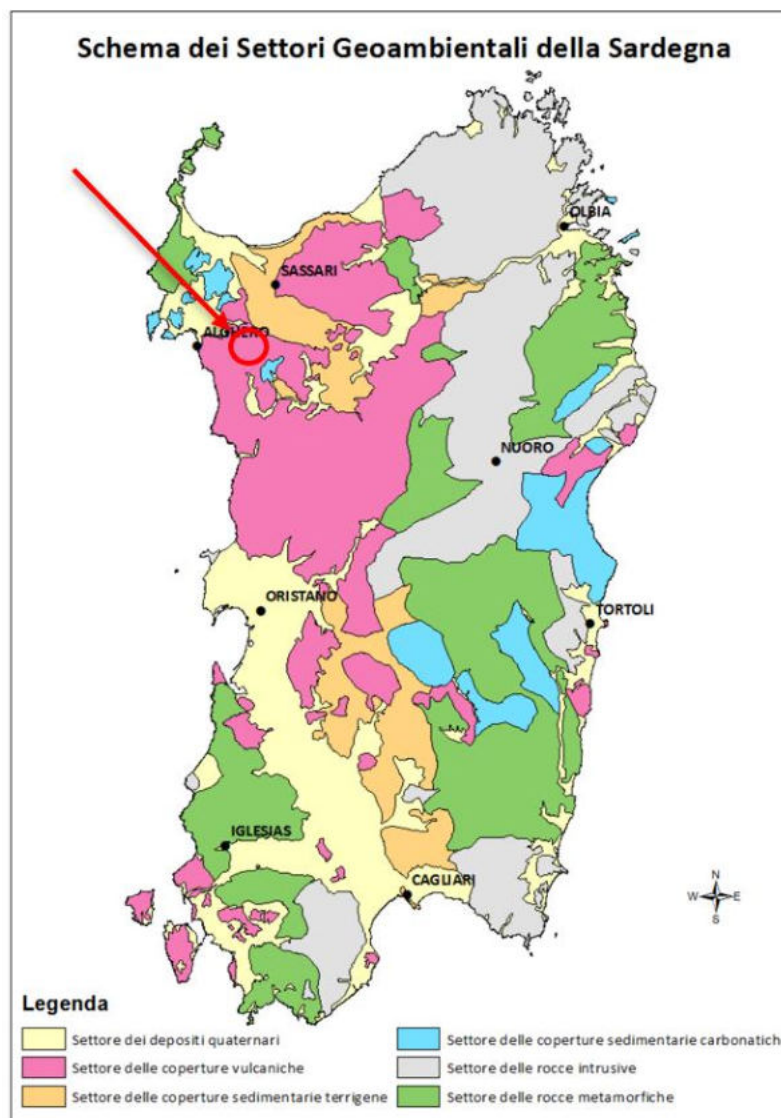 Schema dei Settori Geoambientali della Sardegna
OLBIA
SASSARI
ALGHERO
NUORO
ORISTANO
TORTOLI
IGLESIAS
CAGLIARI
N
W E
S
Legenda
Settore dei depositi quaternari
Settore delle coperture sedimentarie carbonatich
Settore delle coperture vulcaniche
Settore delle rocce intrusive
Settore delle coperture sedimentarie terrigene
Settore delle rocce metamorfiche